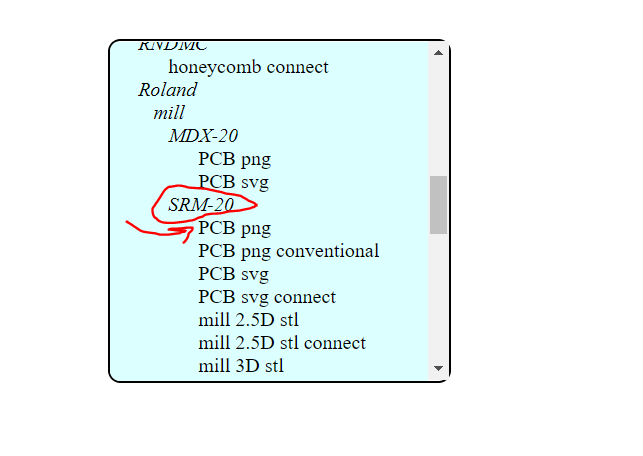 RNDMC
honeycomb connect
Roland
mill
MDX-20
PCB png
PCB svg
SRM-20
PCB png
PCB png conventional
PCB svg
PCB svg connect
mill 2.5D stl
mill 2.5D stl connect
mill 3D stl